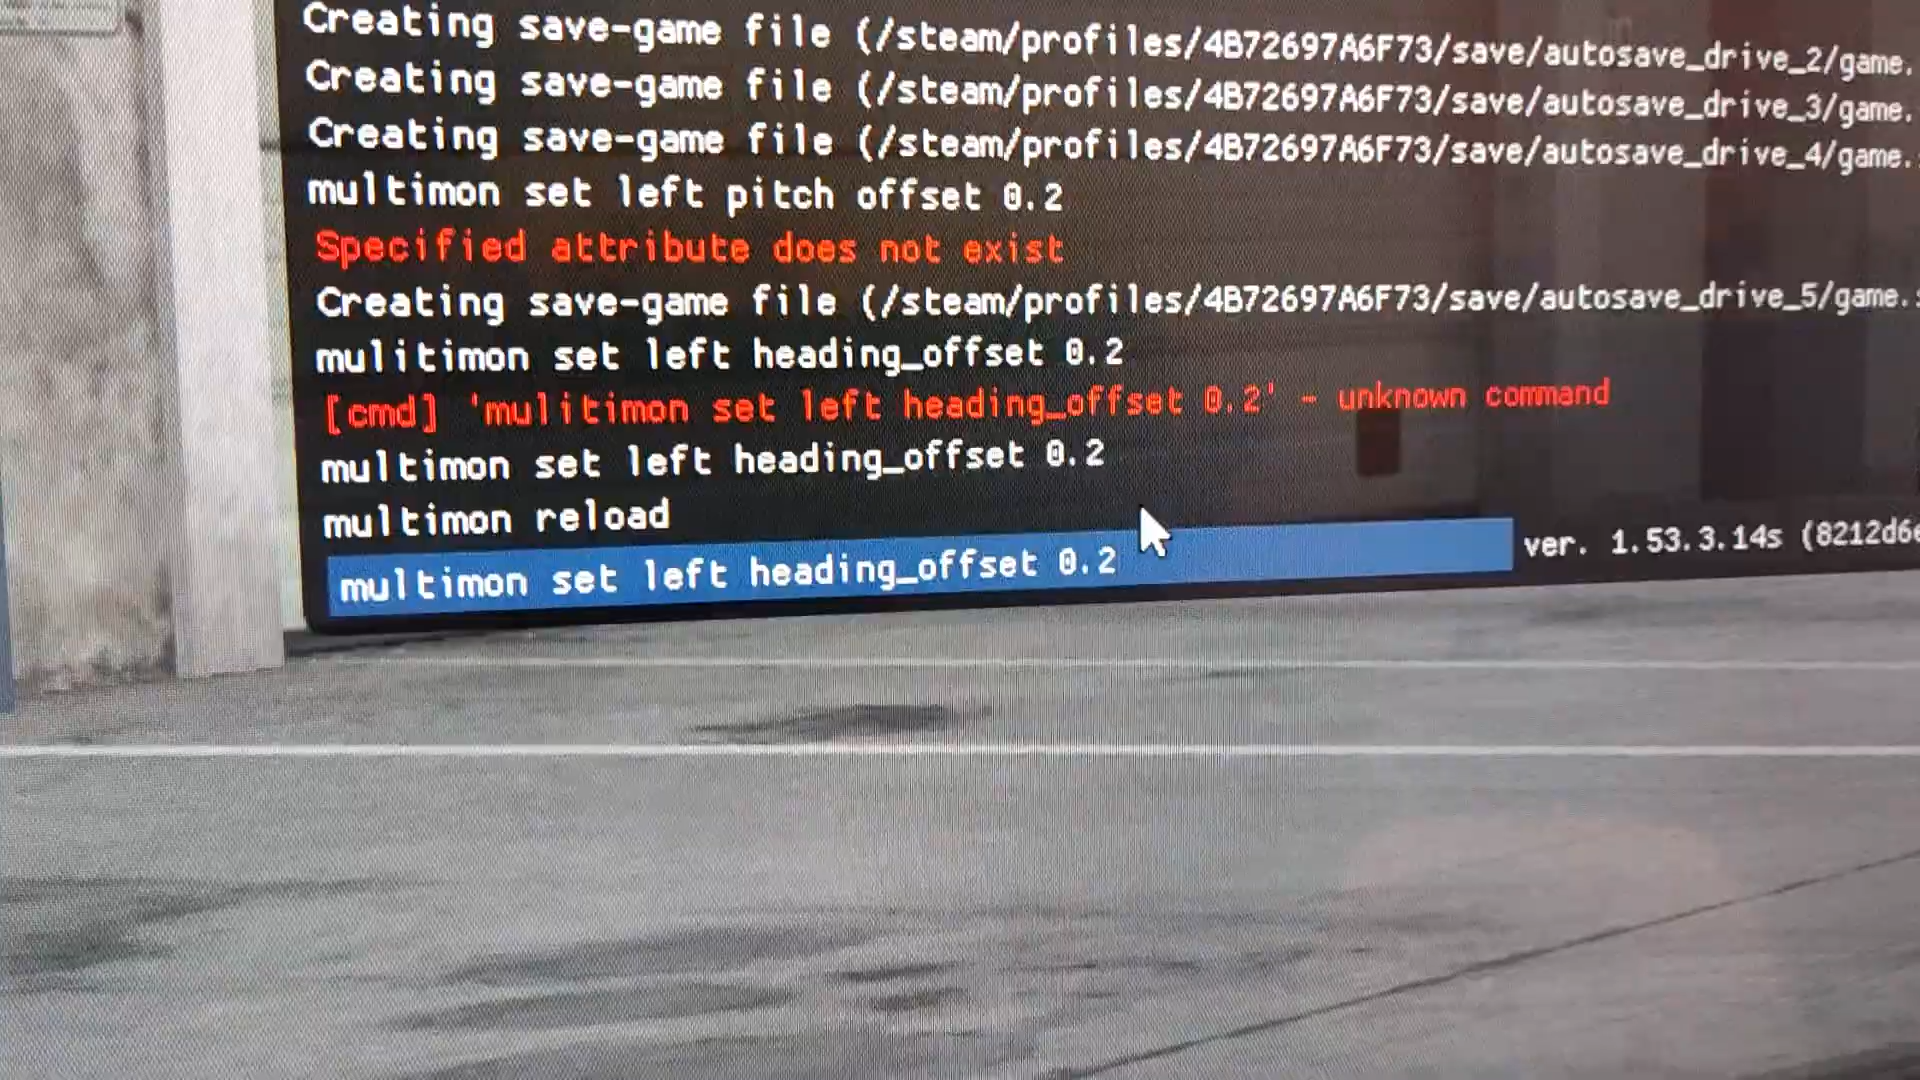 Creating save-game file (/steam/profiles/4B72697A6F73/save/autosave_drive_2/game.
Creating save-game file (/steam/profiles/4B72697A6F73/save/autosave_drive_3/game.
Creating save-game file (/steam/profiles/4B72697A6F73/save/autosave_drive_4/game.
multimon set left pitch offset 0.2
Specified attribute does not exist
Creating save-game file (/steam/profiles/4B72697A6F73/save/autosave_drive_5/game.
mulitimon set left heading_offset 0.2
[cmd] 'mulitimon set left heading_offset 0.2' - unknown command
multimon set left heading_offset 0.2
multimon reload
multimon set left heading_offset 0.2 ver. 1.53.3.14s (8212d6